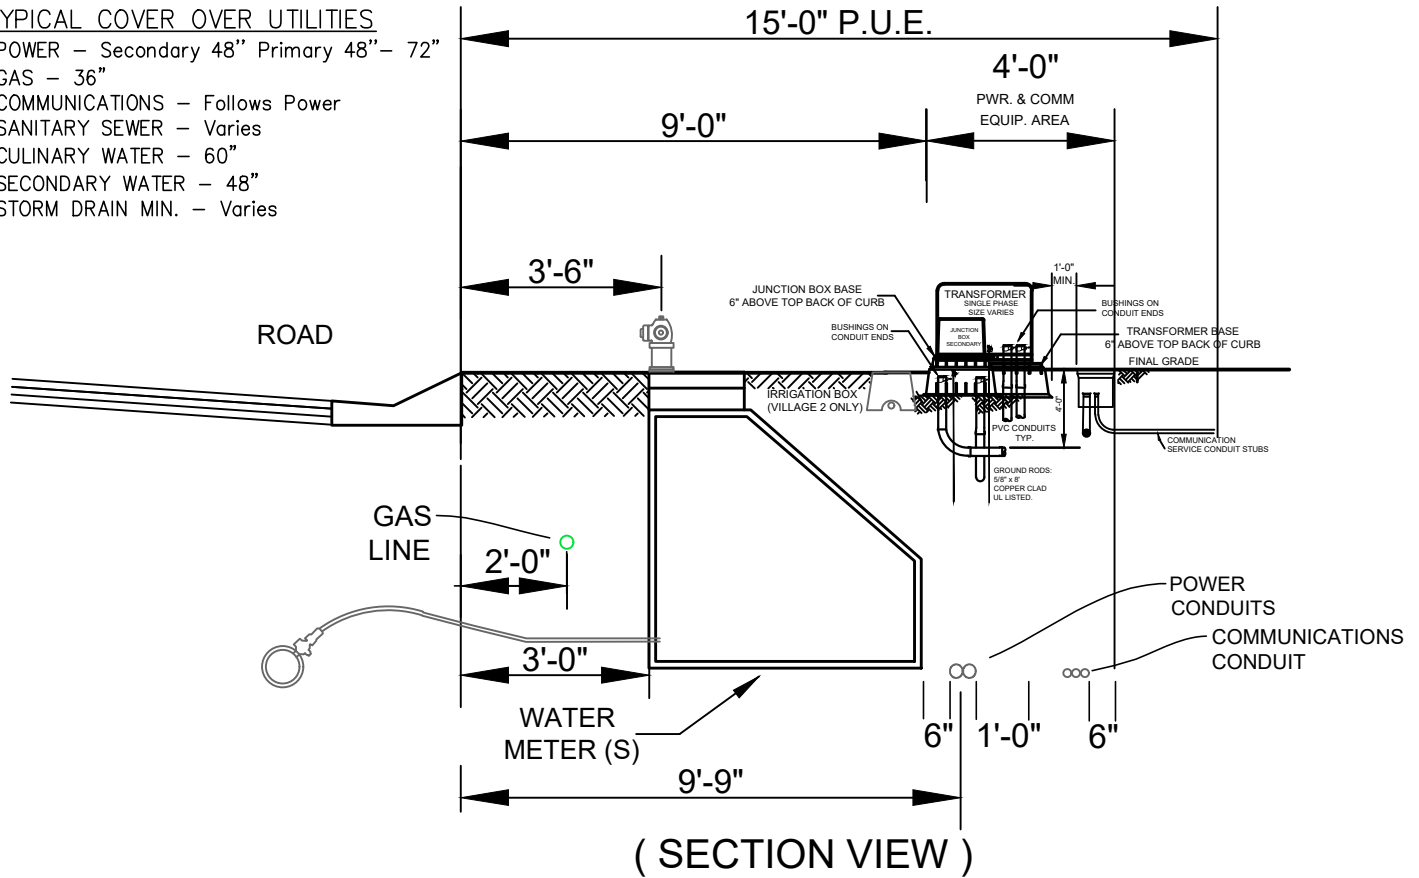 YPICAL COVER OVER UTILITIES
POWER – Secondary 48" Primary 48"– 72"
GAS – 36"
COMMUNICATIONS – Follows Power
SANITARY SEWER – Varies
CULINARY WATER – 60"
SECONDARY WATER – 48"
STORM DRAIN MIN. – Varies
15'-0" P.U.E.
4'-0"
PWR. & COMM
EQUIP. AREA
9'-0"
3'-6"
ROAD
JUNCTION BOX BASE
6" ABOVE TOP BACK OF CURB
BUSHINGS ON
CONDUIT ENDS
TRANSFORMER
SINGLE PHASE
SIZE VARIES
JUNCTION
BOX
SECONDARY
1'-0"
MIN.
BUSHINGS ON
CONDUIT ENDS
TRANSFORMER BASE
6" ABOVE TOP BACK OF CURB
FINAL GRADE
IRRIGATION BOX
(VILLAGE 2 ONLY)
4'-0"
PVC CONDUITS
TYP.
COMMUNICATION
SERVICE CONDUIT STUBS
GROUND RODS:
5/8" x 8'
COPPER CLAD
UL LISTED.
GAS
LINE
2'-0"
3'-0"
WATER
METER (S)
POWER
CONDUITS
COMMUNICATIONS
CONDUIT
6"
1'-0"
6"
9'-9"
( SECTION VIEW )